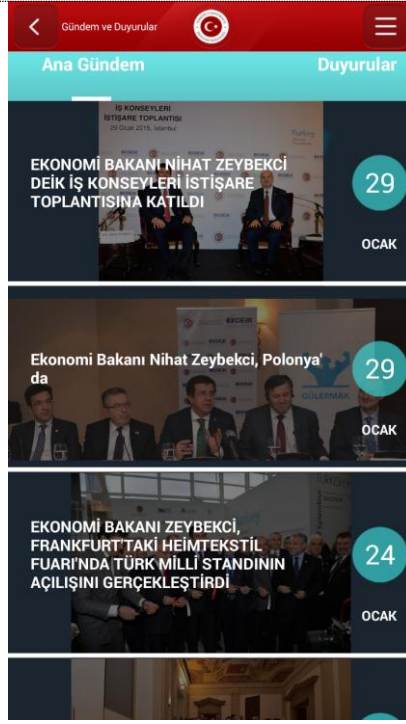 Gündem ve Duyurular
Ana Gündem
Duyurular
İŞ KONSEYLERİ
İSTİŞARE TOPLANTISI
29 Ocak 2016, İstanbul
EKONOMİ BAKANI NİHAT ZEYBEKCİ
DEİK İŞ KONSEYLERİ İSTİŞARE
TOPLANTISINA KATILDI
29
OCAK
Ekonomi Bakanı Nihat Zeybekci, Polonya'
da
GÜLERMAK
29
OCAK
EKONOMİ BAKANI ZEYBEKCİ,
FRANKFURT'TAKİ HEİMTEKSTİL
FUARI'NDA TÜRK MİLLİ STANDININ
AÇILIŞINI GERÇEKLEŞTİRDİ
24
OCAK